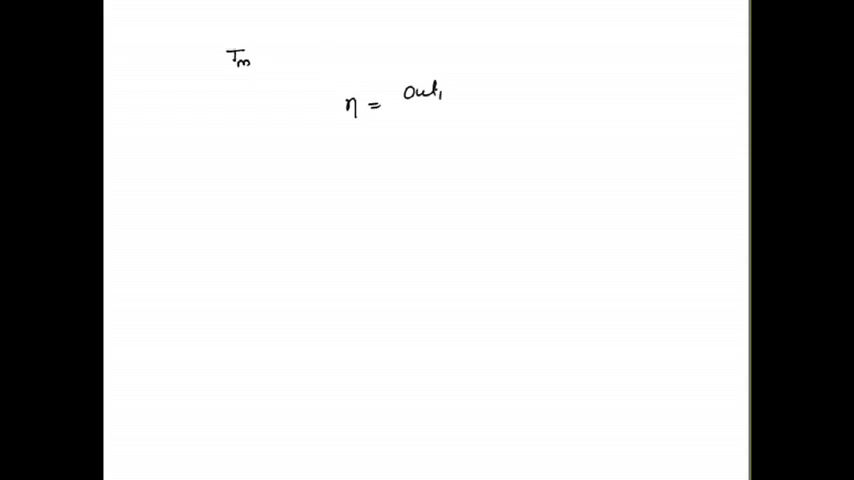 Tm
η = Out